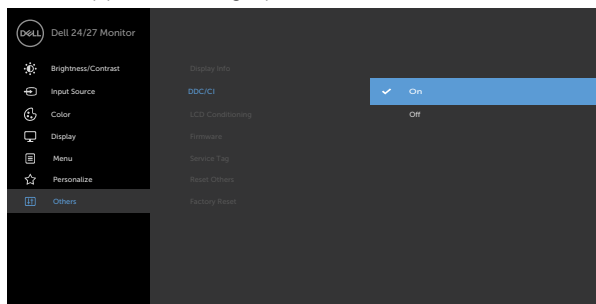 DELL Dell 24/27 Monitor
Brightness/Contrast
Input Source
Color
Display
Menu
Personalize
Others
Display Info
DDC/CI
LCD Conditioning
Firmware
Service Tag
Reset Others
Factory Reset
On
Off